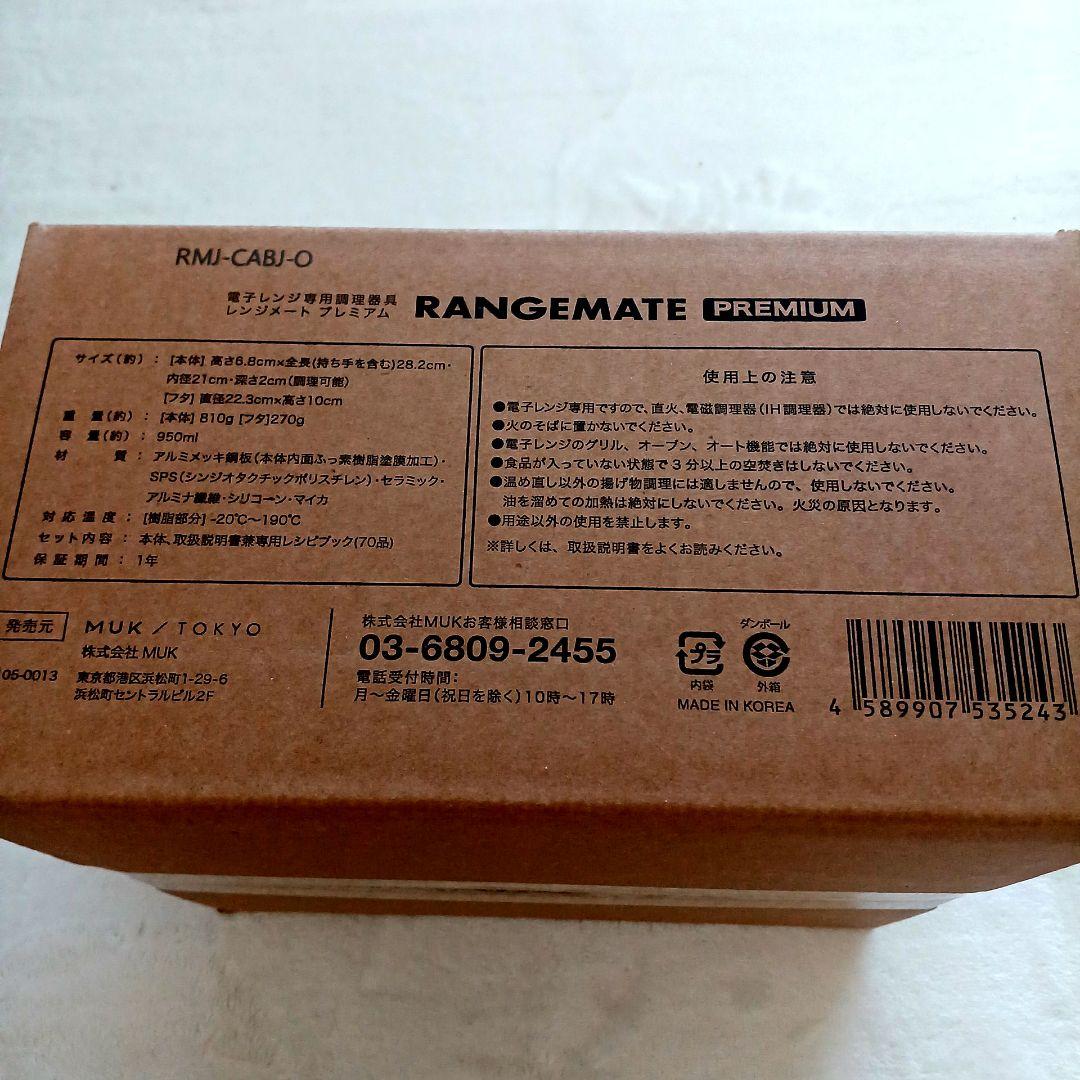 RMJ-CABJ-O
電子レンジ専用調理器具
レンジメート プレミアム
RANGEMATE PREMIUM
サイズ(約): [本体] 高さ6.8cm×全長(持ち手を含む)28.2cm・
内径21cm・深さ2cm(調理可能)
[フタ] 直径22.3cm×高さ10cm
重量(約): [本体] 810g [フタ]270g
容量(約): 950ml
材質: アルミメッキ鋼板(本体内面ふっ素樹脂塗膜加工)・
SPS(シンジオタクチックポリスチレン)・セラミック・
アルミナ繊維・シリコーン・マイカ
対応温度: [樹脂部分] -20℃〜190℃
セット内容: 本体、取扱説明書兼専用レシピブック(70品)
保証期間: 1年
使用上の注意
●電子レンジ専用ですので、直火、電磁調理器(IH調理器)では絶対に使用しないでください。
●火のそばに置かないでください。
●電子レンジのグリル、オーブン、オート機能では絶対に使用しないでください。
●食品が入っていない状態で3分以上の空焚きはしないでください。
●温め直し以外の揚げ物調理には適しませんので、使用しないでください。
油を溜めての加熱は絶対にしないでください。火災の原因となります。
●用途以外の使用を禁止します。
※詳しくは、取扱説明書をよくお読みください。
発売元
MUK / TOKYO
株式会社 MUK
05-0013 東京都港区浜松町1-29-6
浜松町セントラルビル2F
株式会社MUKお客様相談窓口
03-6809-2455
電話受付時間:
月〜金曜日(祝日を除く)10時〜17時
プラ
内袋
ダンボール
外箱
MADE IN KOREA
4 589907 535243